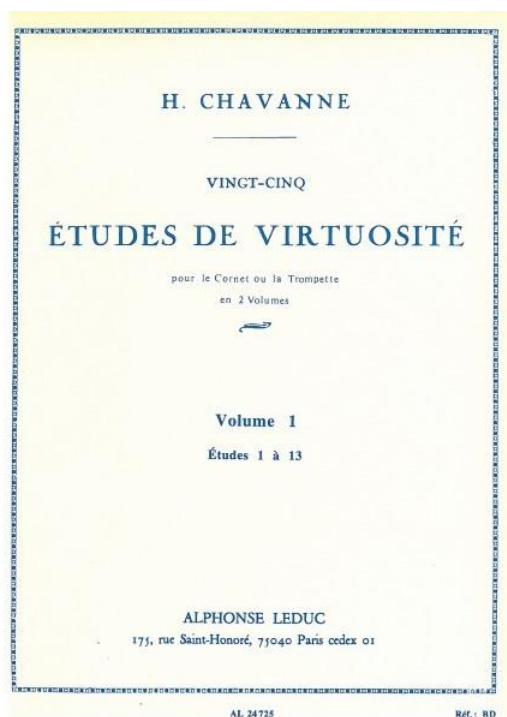 H. CHAVANNE
VINGT-CINQ
ÉTUDES DE VIRTUOSITÉ
pour le Cornet ou la Trompette
en 2 Volumes
Volume 1
Études 1 à 13
ALPHONSE LEDUC
175, rue Saint-Honoré, 75040 Paris cedex 01
AL 24725 Réf.: BD